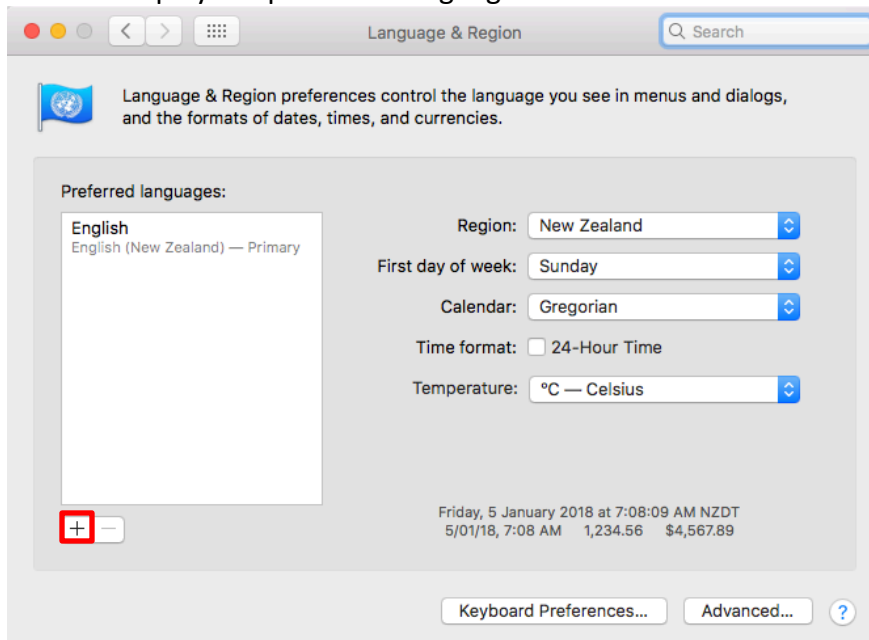 Language & Region
Search
Language & Region preferences control the language you see in menus and dialogs,
and the formats of dates, times, and currencies.
Preferred languages:
English
English (New Zealand) — Primary
Region: New Zealand
First day of week: Sunday
Calendar: Gregorian
Time format: 24-Hour Time
Temperature: °C — Celsius
Friday, 5 January 2018 at 7:08:09 AM NZDT
5/01/18, 7:08 AM 1,234.56 $4,567.89
+ −
Keyboard Preferences... Advanced... ?